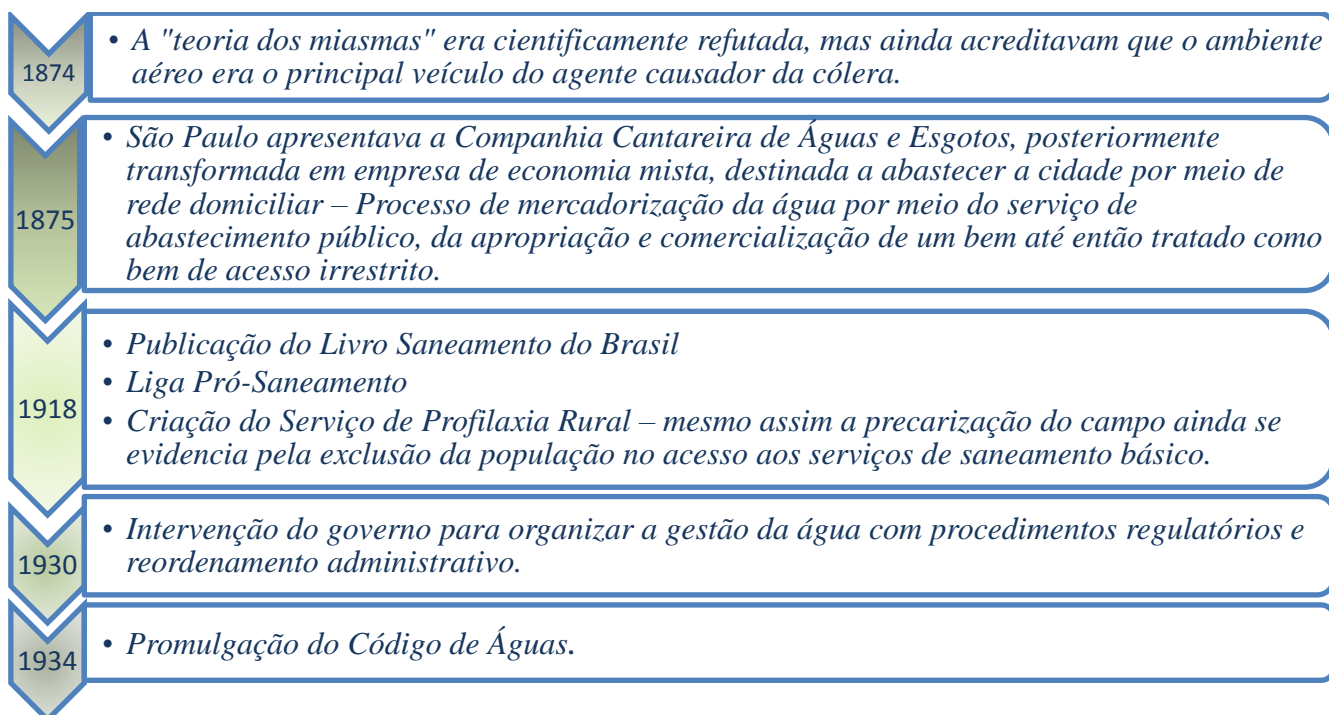 1874
• A "teoria dos miasmas" era cientificamente refutada, mas ainda acreditavam que o ambiente
aéreo era o principal veículo do agente causador da cólera.
1875
• São Paulo apresentava a Companhia Cantareira de Águas e Esgotos, posteriormente
transformada em empresa de economia mista, destinada a abastecer a cidade por meio de
rede domiciliar – Processo de mercadorização da água por meio do serviço de
abastecimento público, da apropriação e comercialização de um bem até então tratado como
bem de acesso irrestrito.
1918
• Publicação do Livro Saneamento do Brasil
• Liga Pró-Saneamento
• Criação do Serviço de Profilaxia Rural – mesmo assim a precarização do campo ainda se
evidencia pela exclusão da população no acesso aos serviços de saneamento básico.
1930
• Intervenção do governo para organizar a gestão da água com procedimentos regulatórios e
reordenamento administrativo.
1934
• Promulgação do Código de Águas.